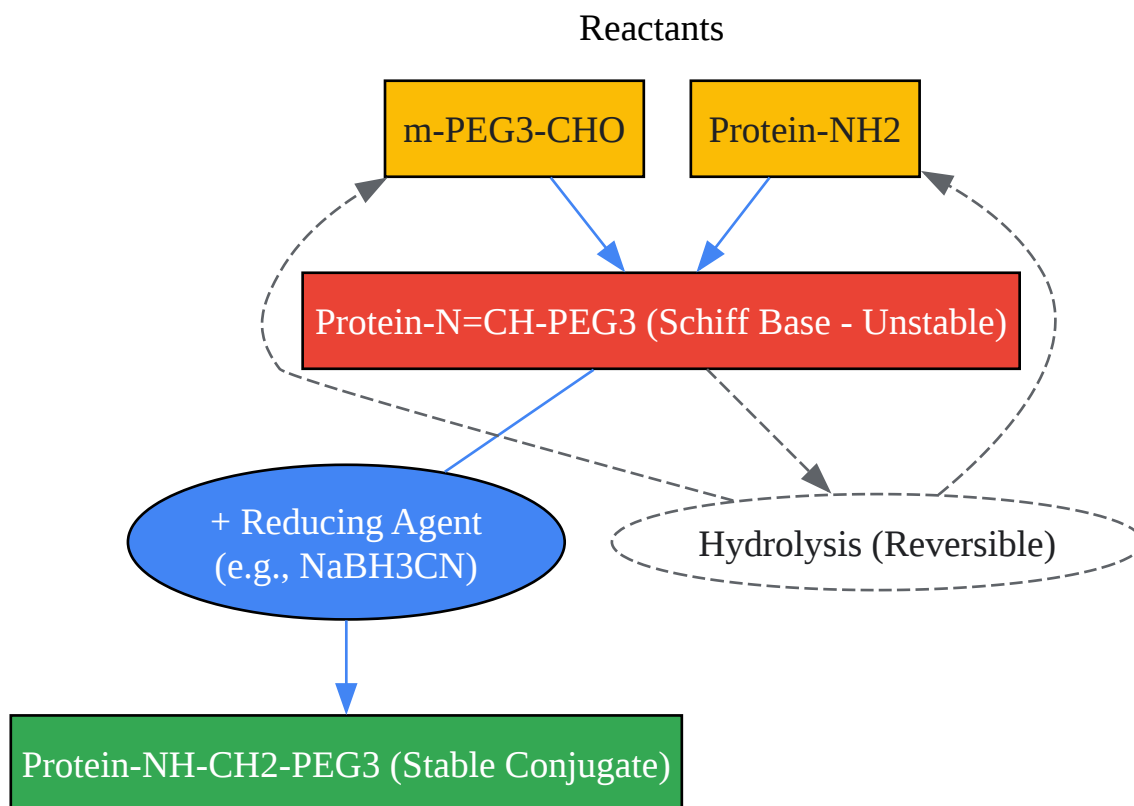 Reactants
m-PEG3-CHO
Protein-NH2
Protein-N=CH-PEG3 (Schiff Base - Unstable)
+ Reducing Agent
(e.g., NaBH3CN)
Hydrolysis (Reversible)
Protein-NH-CH2-PEG3 (Stable Conjugate)